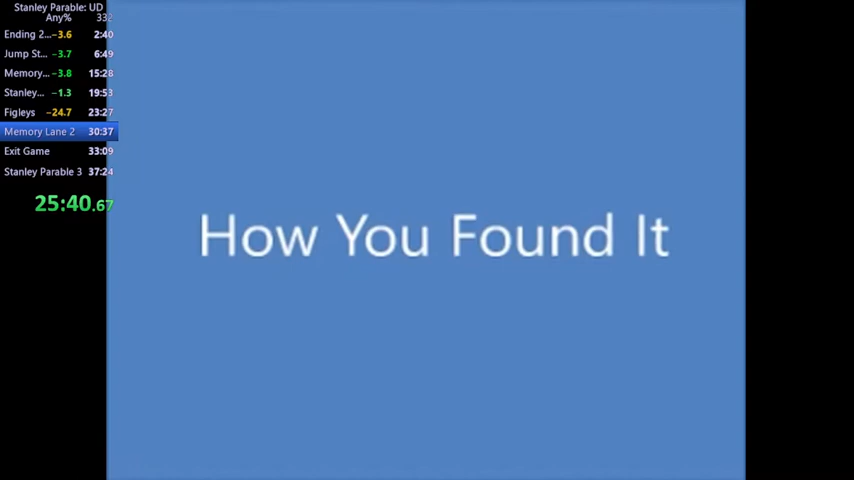 Stanley Parable: UD
Any% 332
Ending 2... -3.6 2:40
Jump St... -3.7 6:49
Memory... -3.8 15:28
Stanley... -1.3 19:53
Figleys -24.7 23:27
Memory Lane 2 30:37
Exit Game 33:09
Stanley Parable 3 37:24
25:40.67
How You Found It